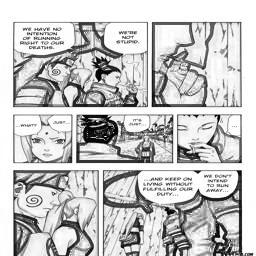 WE HAVE NO
INTENTION
OF RUNNING
RIGHT TO OUR
DEATHS.
WE'RE
NOT
STUPID.
WHAT?
JUST...
IT'S
JUST...
...
WE DON'T
INTEND
TO RUN
AWAY...
...AND KEEP ON
LIVING WITHOUT
FULFILLING OUR
DUTY...